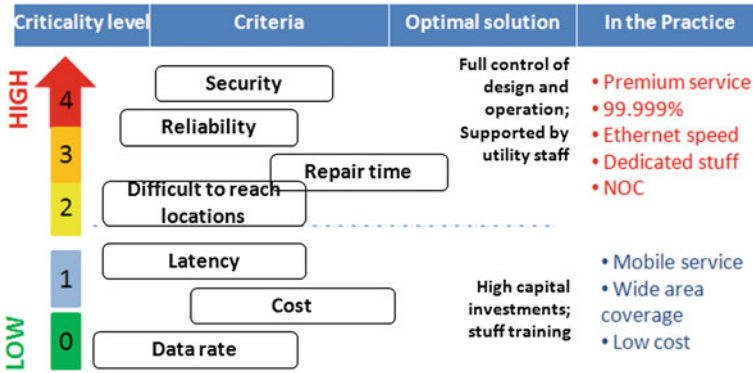 Criticality level
Criteria
Optimal solution
In the Practice
HIGH
4
3
2
1
0
LOW
Security
Reliability
Repair time
Difficult to reach
locations
Latency
Cost
Data rate
Full control of
design and
operation;
Supported by
utility staff
High capital
investments;
stuff training
• Premium service
• 99.999%
• Ethernet speed
• Dedicated stuff
• NOC
• Mobile service
• Wide area
coverage
• Low cost